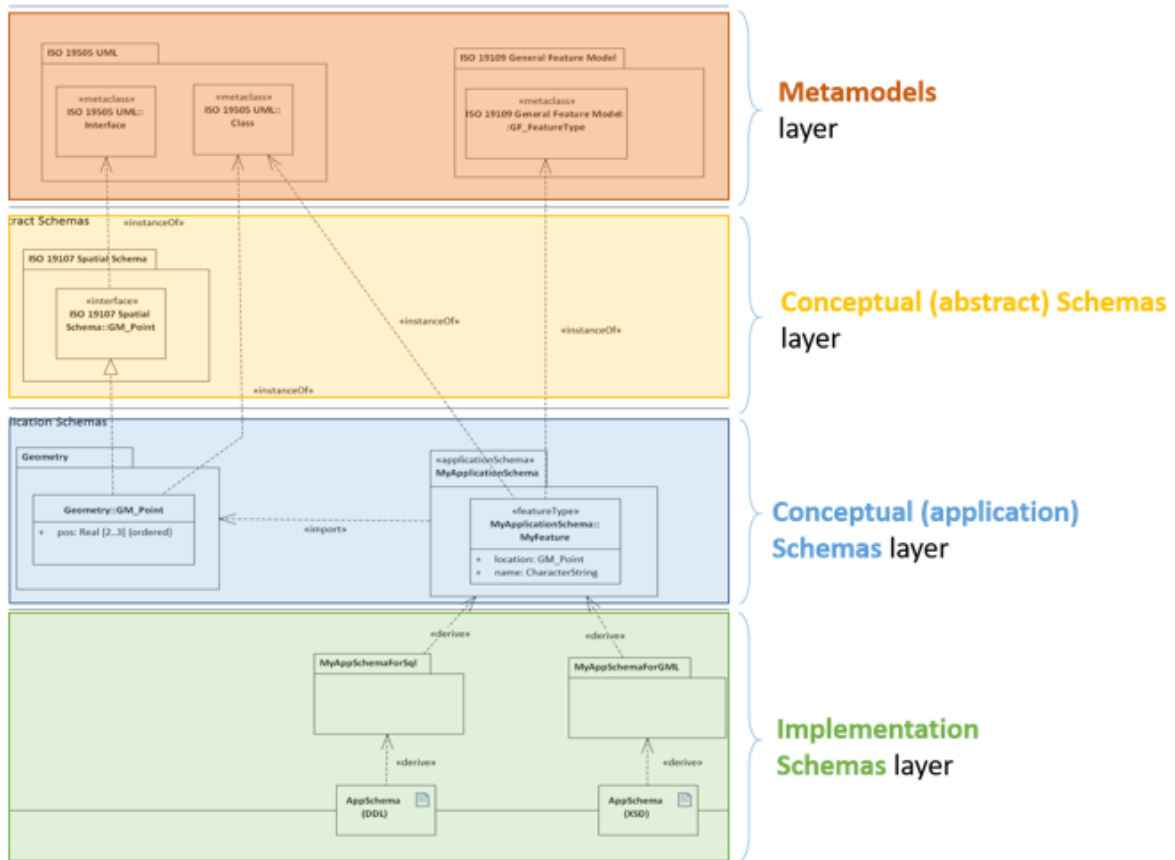 ISO 19505 UML
ISO 19109 General Feature Model
«metaclass»
ISO 19505 UML::
Interface
«metaclass»
ISO 19505 UML::
Class
«metaclass»
ISO 19109 General Feature Model:
:GF_FeatureType
Metamodels
layer
tract Schemas
«instanceOf»
ISO 19107 Spatial Schema
«interface»
ISO 19107 Spatial
Schema::GM_Point
«instanceOf»
«instanceOf»
«instanceOf»
Conceptual (abstract) Schemas
layer
lication Schemas
Geometry
Geometry::GM_Point
+ pos: Real [2..3] {ordered}
«import»
«applicationSchema»
MyApplicationSchema
«featureType»
MyApplicationSchema::
MyFeature
+ location: GM_Point
+ name: CharacterString
Conceptual (application)
Schemas layer
«derive»
«derive»
MyAppSchemaForSql
MyAppSchemaForGML
«derive»
«derive»
AppSchema
(DDL)
AppSchema
(XSD)
Implementation
Schemas layer